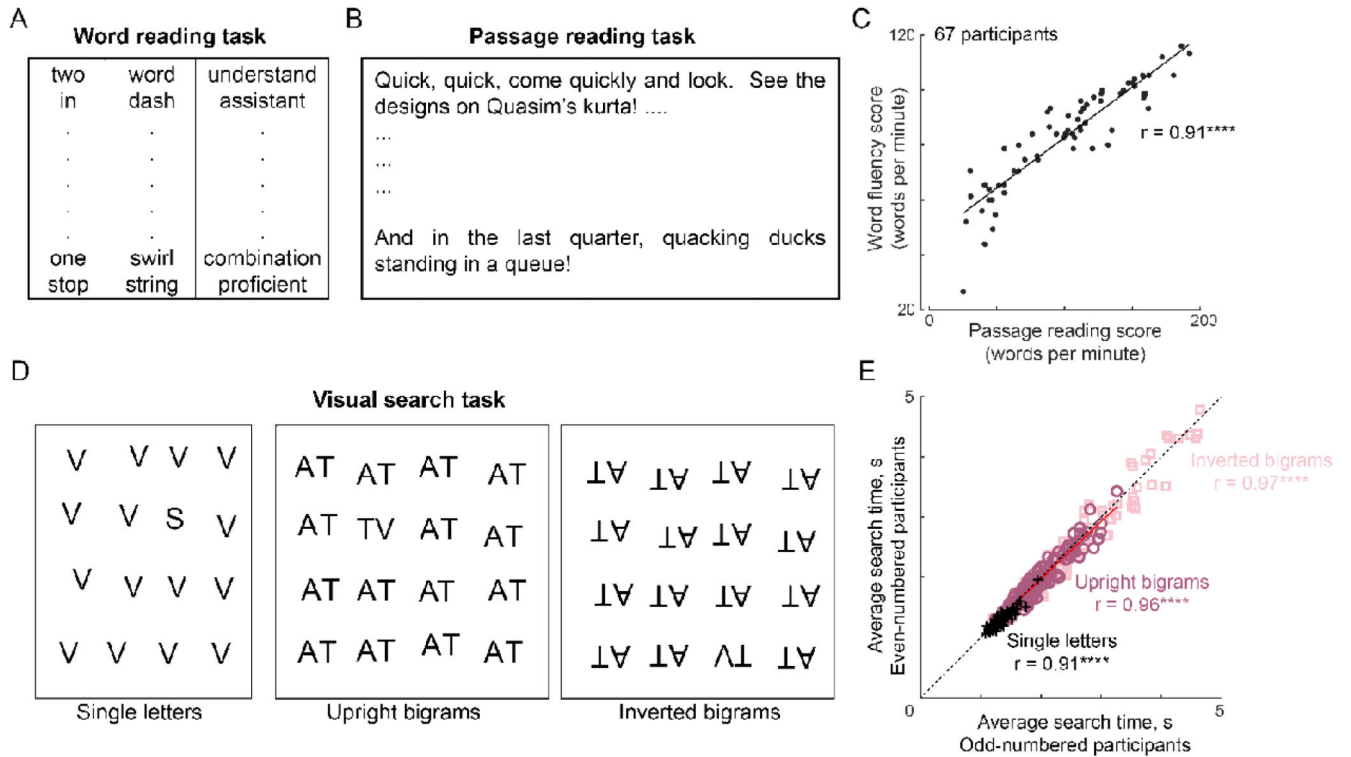 A
Word reading task
two word understand
in dash assistant
. . .
. . .
. . .
. . .
. . .
one swirl combination
stop string proficient
B
Passage reading task
Quick, quick, come quickly and look. See the
designs on Quasim's kurta! ....
...
...
...
And in the last quarter, quacking ducks
standing in a queue!
C
120
67 participants
Word fluency score
(words per minute)
r = 0.91****
20
0
200
Passage reading score
(words per minute)
D
Visual search task
V V V V
V V S V
V V V V
V V V V
Single letters
AT AT AT AT
AT TV AT AT
AT AT AT AT
AT AT AT AT
Upright bigrams
⊥∀ ⊥∀ ⊥∀ ⊥∀
⊥∀ ⊥∀ ⊥∀ ⊥∀
⊥∀ ⊥∀ ⊥∀ ⊥∀
⊥∀ ⊥∀ ∀⊥ ⊥∀
Inverted bigrams
E
5
Average search time, s
Even-numbered participants
Inverted bigrams
r = 0.97****
Upright bigrams
r = 0.96****
Single letters
r = 0.91****
0
5
Average search time, s
Odd-numbered participants